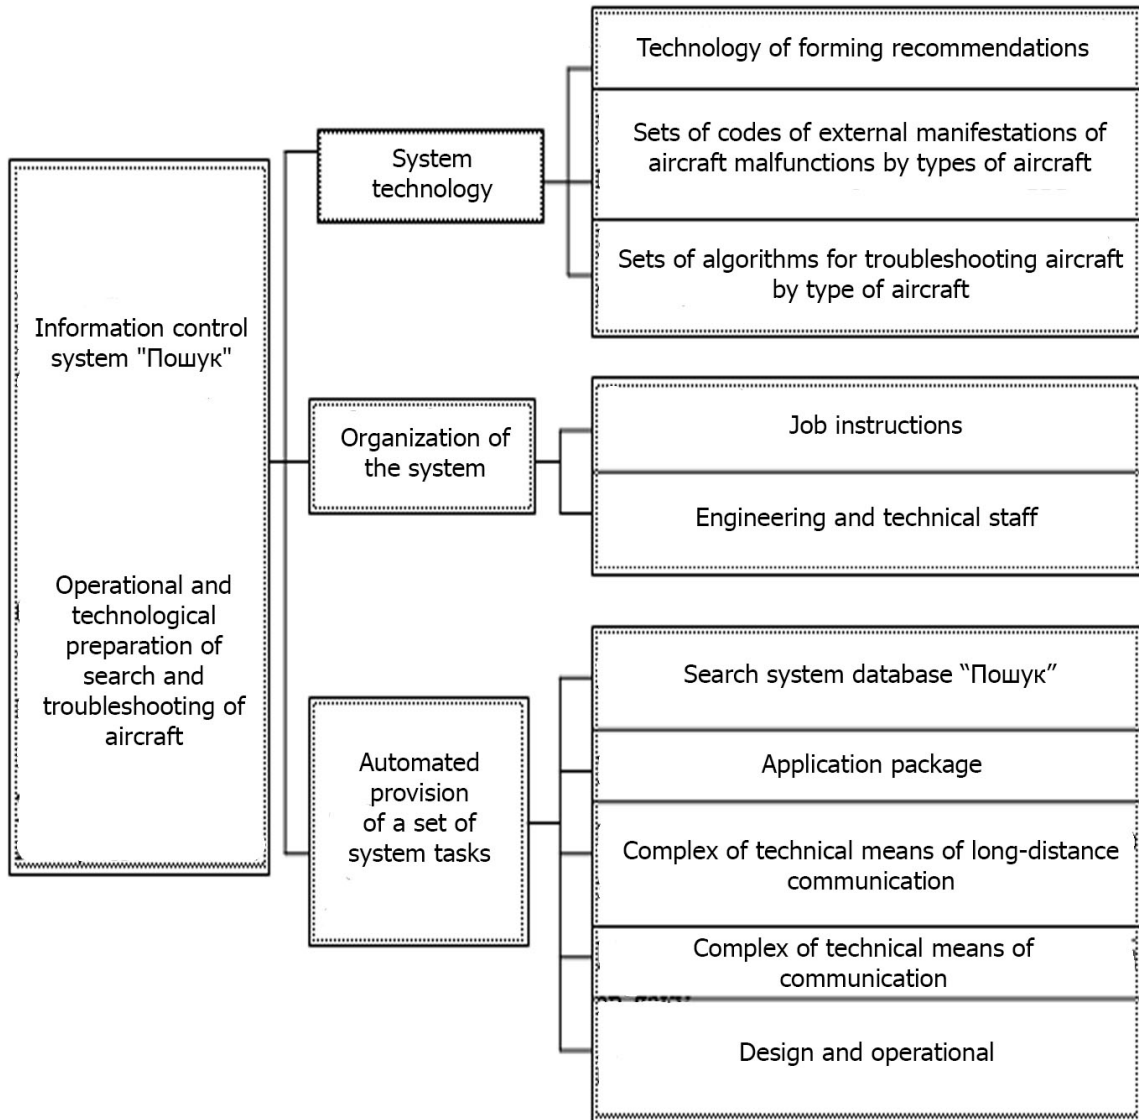 Information control
system "Пошук"
Operational and
technological
preparation of
search and
troubleshooting of
aircraft
System
technology
Technology of forming recommendations
Sets of codes of external manifestations of
aircraft malfunctions by types of aircraft
Sets of algorithms for troubleshooting aircraft
by type of aircraft
Organization of
the system
Job instructions
Engineering and technical staff
Automated
provision
of a set of
system tasks
Search system database “Пошук”
Application package
Complex of technical means of long-distance
communication
Complex of technical means of
communication
Design and operational